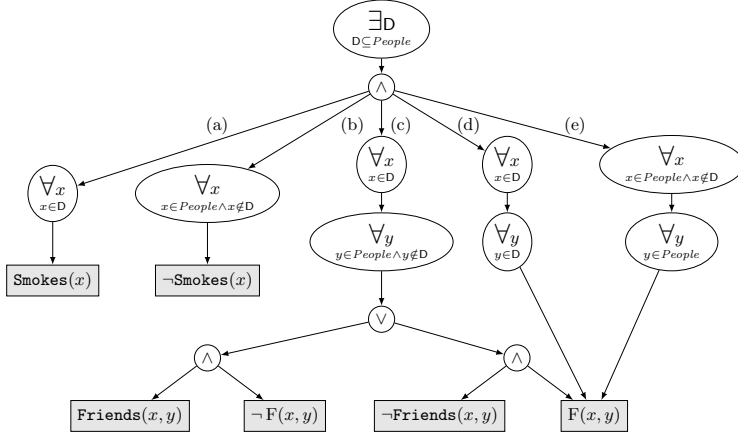 ∃D
D⊆People
∧
(a) (b) (c) (d) (e)
∀x ∀x ∀x ∀x ∀x
x∈D x∈People∧x∉D x∈D x∈D x∈People∧x∉D
∀y ∀y ∀y
y∈People∧y∉D y∈D y∈People
Smokes(x) ¬Smokes(x)
∨
∧ ∧
Friends(x, y) ¬ F(x, y) ¬Friends(x, y) F(x, y)